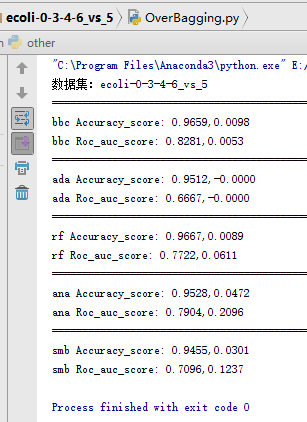 ecoli-0-3-4-6_vs_5 OverBagging.py
other
"C:\Program Files\Anaconda3\python.exe" E:/
数据集：ecoli-0-3-4-6_vs_5
bbc Accuracy_score: 0.9659,0.0098
bbc Roc_auc_score: 0.8281,0.0053
ada Accuracy_score: 0.9512,-0.0000
ada Roc_auc_score: 0.6667,-0.0000
rf Accuracy_score: 0.9667,0.0089
rf Roc_auc_score: 0.7722,0.0611
ana Accuracy_score: 0.9528,0.0472
ana Roc_auc_score: 0.7904,0.2096
smb Accuracy_score: 0.9455,0.0301
smb Roc_auc_score: 0.7096,0.1237
Process finished with exit code 0